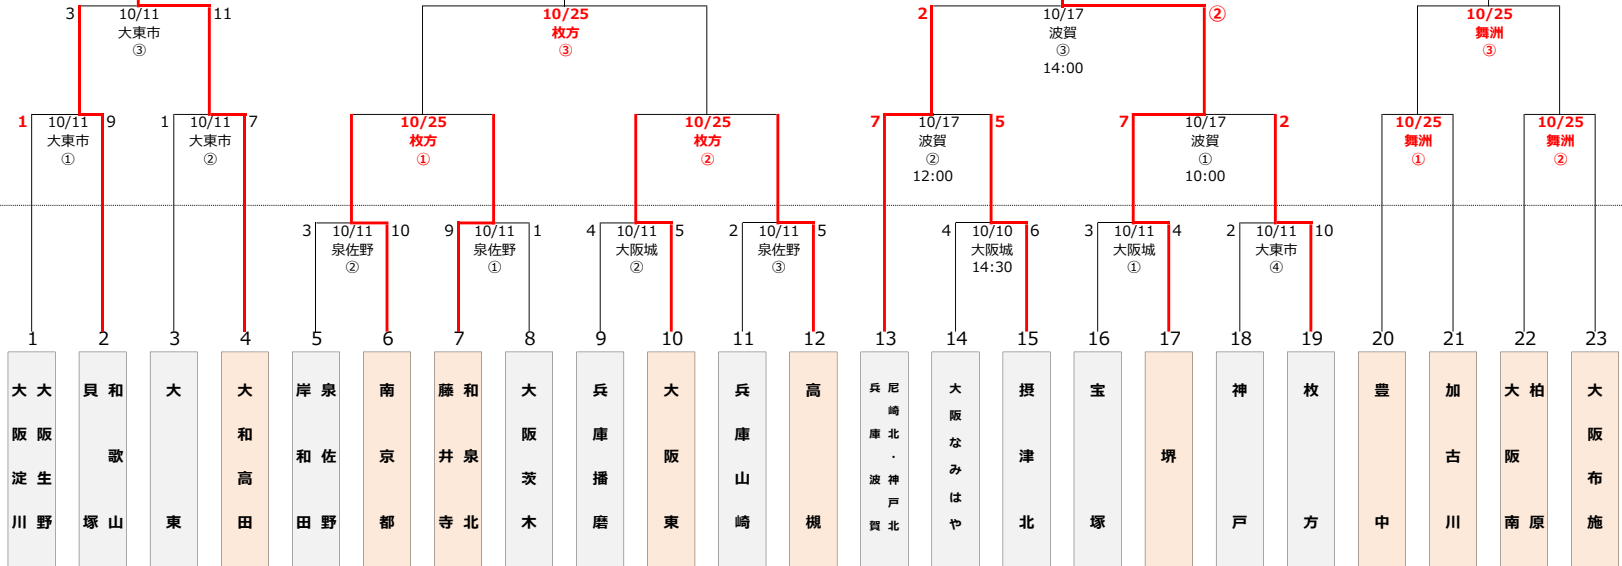 3 10/11 11
大東市
③
10/25
枚方
③
2 10/17 ②
波賀
③
14:00
10/25
舞洲
③
1 10/11 9
大東市
①
1 10/11 7
大東市
②
10/25
枚方
①
10/25
枚方
②
7 10/17 5
波賀
②
12:00
7 10/17 2
波賀
①
10:00
10/25
舞洲
①
10/25
舞洲
②
3 10/11 10
泉佐野
②
9 10/11 1
泉佐野
①
4 10/11 5
大阪城
②
2 10/11 5
泉佐野
③
4 10/10 6
大阪城
14:30
3 10/11 4
大阪城
①
2 10/11 10
大東市
④
1 2 3 4 5 6 7 8 9 10 11 12 13 14 15 16 17 18 19 20 21 22 23
大阪生野
大阪淀川
和歌山
貝塚
大東
大和高田
泉佐野
岸和田
南京都
和泉北
藤井寺
大阪茨木
兵庫播磨
大阪東
兵庫山崎
高槻
尼崎北・神戸北
兵庫波賀
大阪なみはや
摂津北
宝塚
堺
神戸
枚方
豊中
加古川
柏原
大阪南
大阪布施